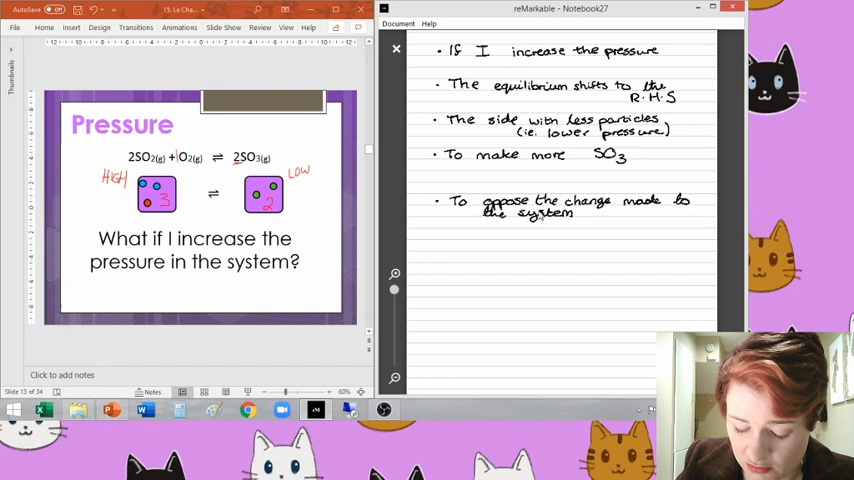 AutoSave Off 15. Le Cha...
File Home Insert Design Transitions Animations Slide Show Review
Thumbnails
Pressure
2SO2(g) + 1O2(g) ⇌ 2SO3(g)
HIGH LOW
3 ⇌ 2
What if I increase the
pressure in the system?
Click to add notes
Slide 13 of 34 Notes 60%
reMarkable - Notebook27
Document Help
• If I increase the pressure
• The equilibrium shifts to the
R.H.S
• The side with less particles
(ie. lower pressure)
• To make more SO3
• To oppose the change made to
the system